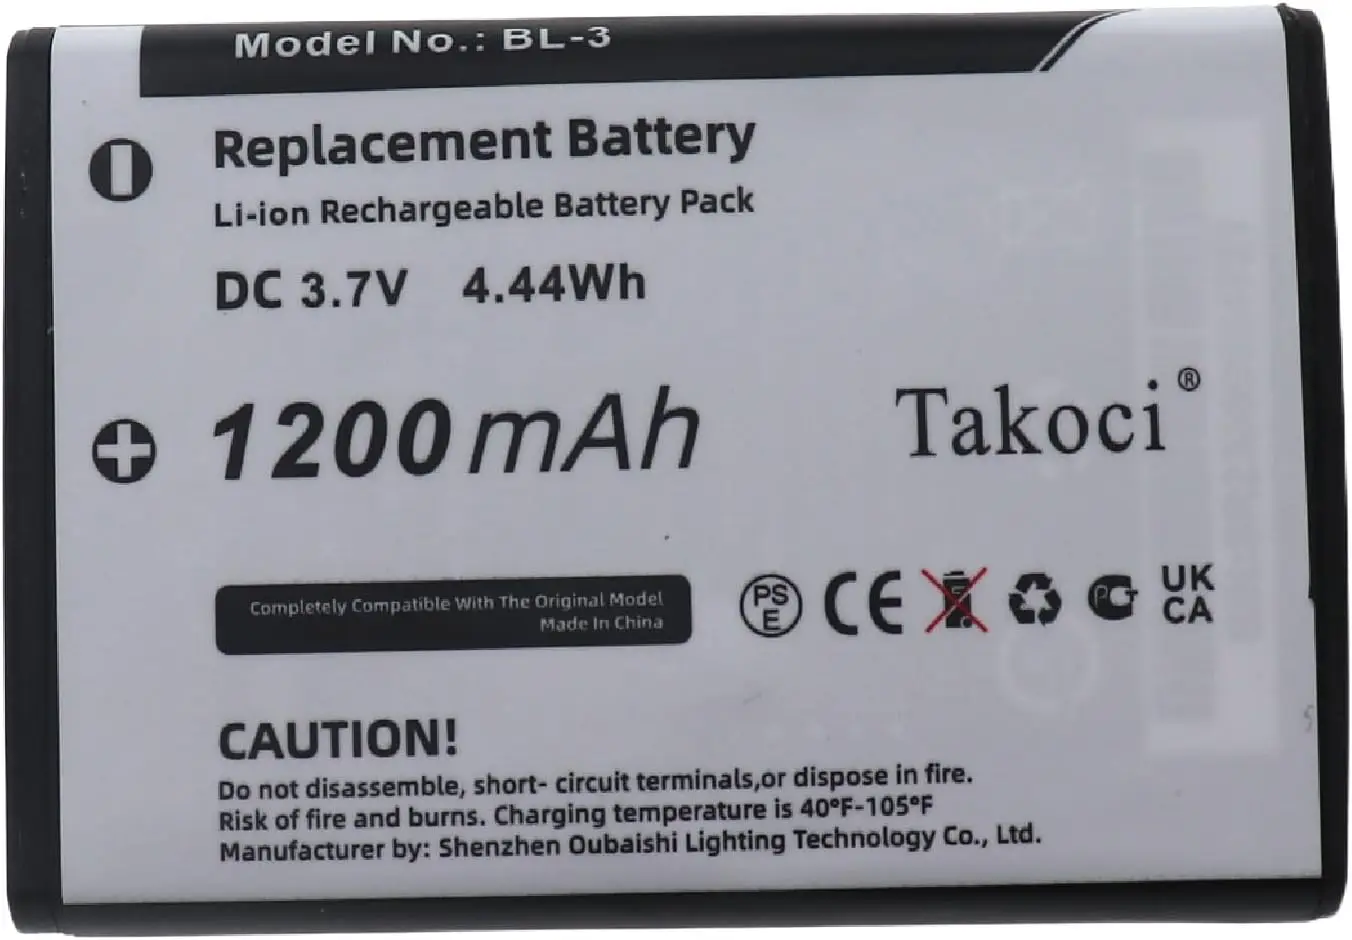 Model No.: BL-3
Replacement Battery
Li-ion Rechargeable Battery Pack
DC 3.7V 4.44Wh
1200mAh
Takoci®
Completely Compatible With The Original Model
Made In China
PS
E
CE
PCT
UK
CA
CAUTION!
Do not disassemble, short- circuit terminals,or dispose in fire.
Risk of fire and burns. Charging temperature is 40°F-105°F
Manufacturer by: Shenzhen Oubaishi Lighting Technology Co., Ltd.